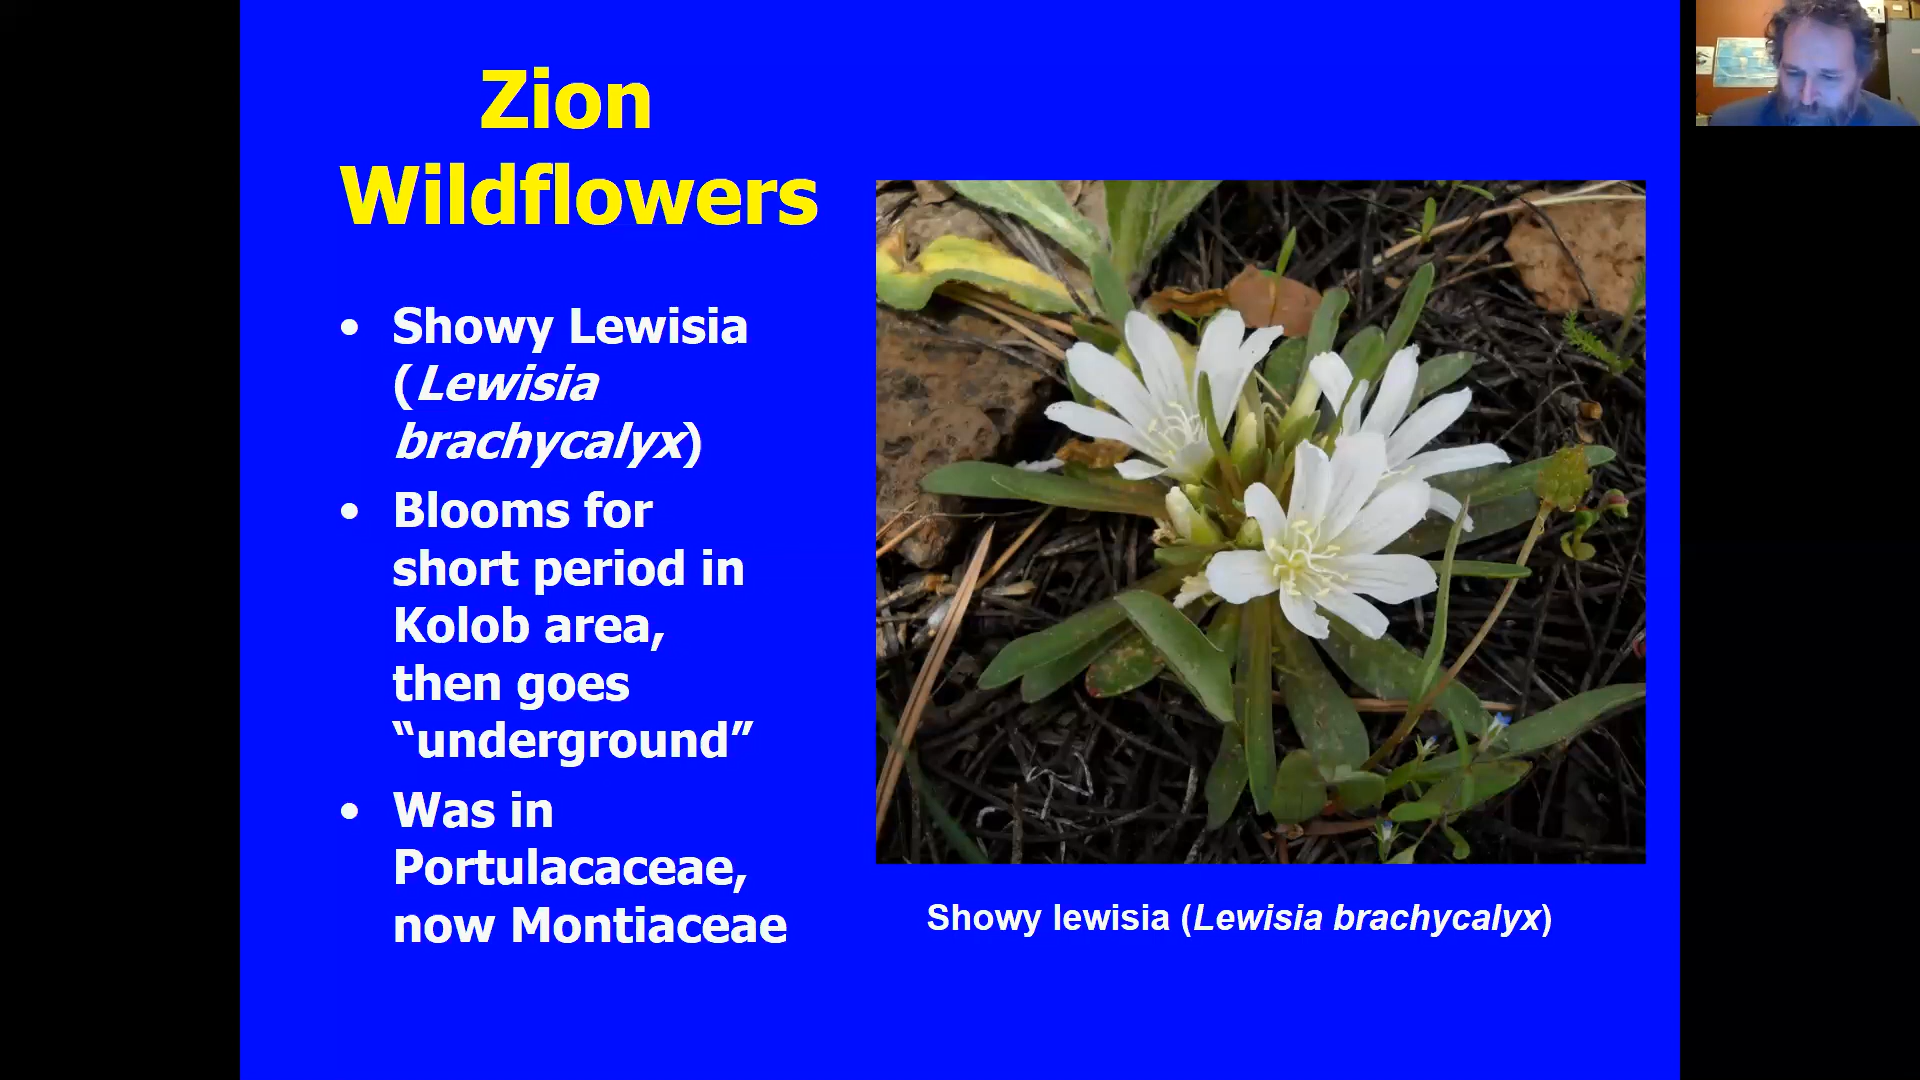 Zion
Wildflowers
• Showy Lewisia
(Lewisia
brachycalyx)
• Blooms for
short period in
Kolob area,
then goes
“underground”
• Was in
Portulacaceae,
now Montiaceae
Showy lewisia (Lewisia brachycalyx)